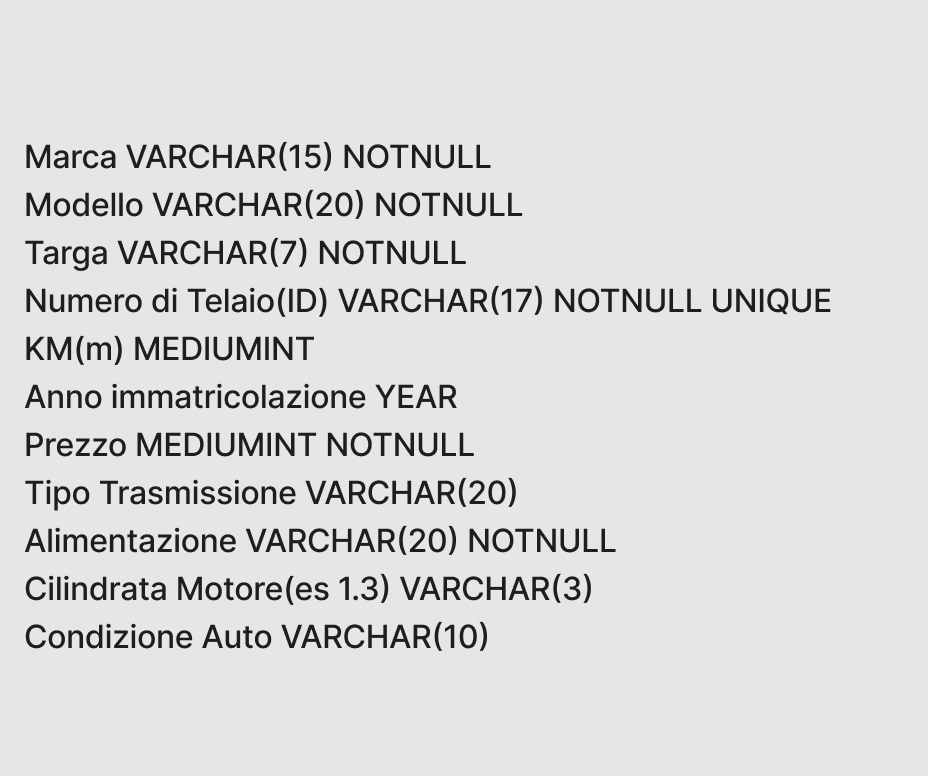 Marca VARCHAR(15) NOTNULL
Modello VARCHAR(20) NOTNULL
Targa VARCHAR(7) NOTNULL
Numero di Telaio(ID) VARCHAR(17) NOTNULL UNIQUE
KM(m) MEDIUMINT
Anno immatricolazione YEAR
Prezzo MEDIUMINT NOTNULL
Tipo Trasmissione VARCHAR(20)
Alimentazione VARCHAR(20) NOTNULL
Cilindrata Motore(es 1.3) VARCHAR(3)
Condizione Auto VARCHAR(10)